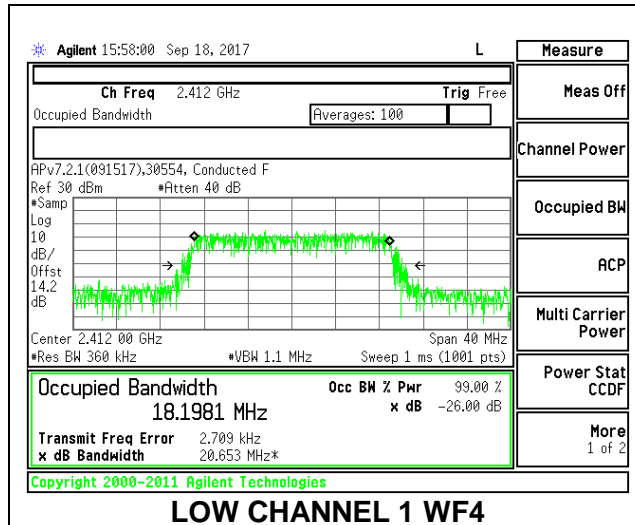 Agilent 15:58:00 Sep 18, 2017 L
Measure
Ch Freq 2.412 GHz Trig Free
Occupied Bandwidth Averages: 100
Meas Off
Channel Power
Occupied BW
ACP
Multi Carrier
Power
Power Stat
CCDF
More
1 of 2
APv7.2.1(091517),30554, Conducted F
Ref 30 dBm #Atten 40 dB
#Samp
Log
10
dB/
Offst
14.2
dB
Center 2.412 00 GHz Span 40 MHz
#Res BW 360 kHz #VBW 1.1 MHz Sweep 1 ms (1001 pts)
Occupied Bandwidth
18.1981 MHz
Occ BW % Pwr 99.00 %
x dB -26.00 dB
Transmit Freq Error 2.709 kHz
x dB Bandwidth 20.653 MHz*
Copyright 2000-2011 Agilent Technologies
LOW CHANNEL 1 WF4